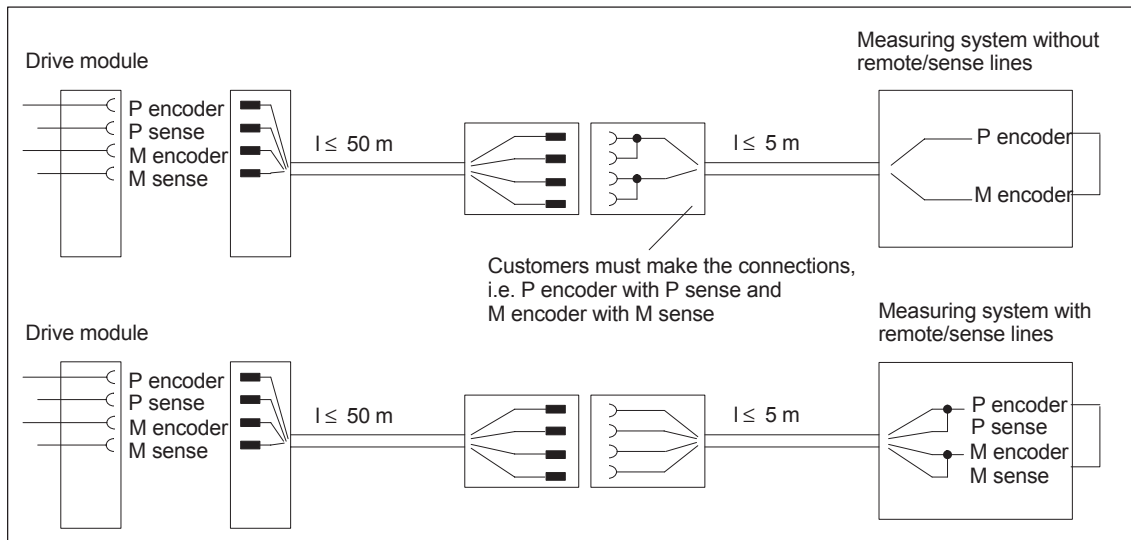 Drive module
Measuring system without
remote/sense lines
P encoder
P sense
M encoder
M sense
l ≤ 50 m
l ≤ 5 m
P encoder
M encoder
Customers must make the connections,
i.e. P encoder with P sense and
M encoder with M sense
Drive module
Measuring system with
remote/sense lines
P encoder
P sense
M encoder
M sense
l ≤ 50 m
l ≤ 5 m
P encoder
P sense
M encoder
M sense